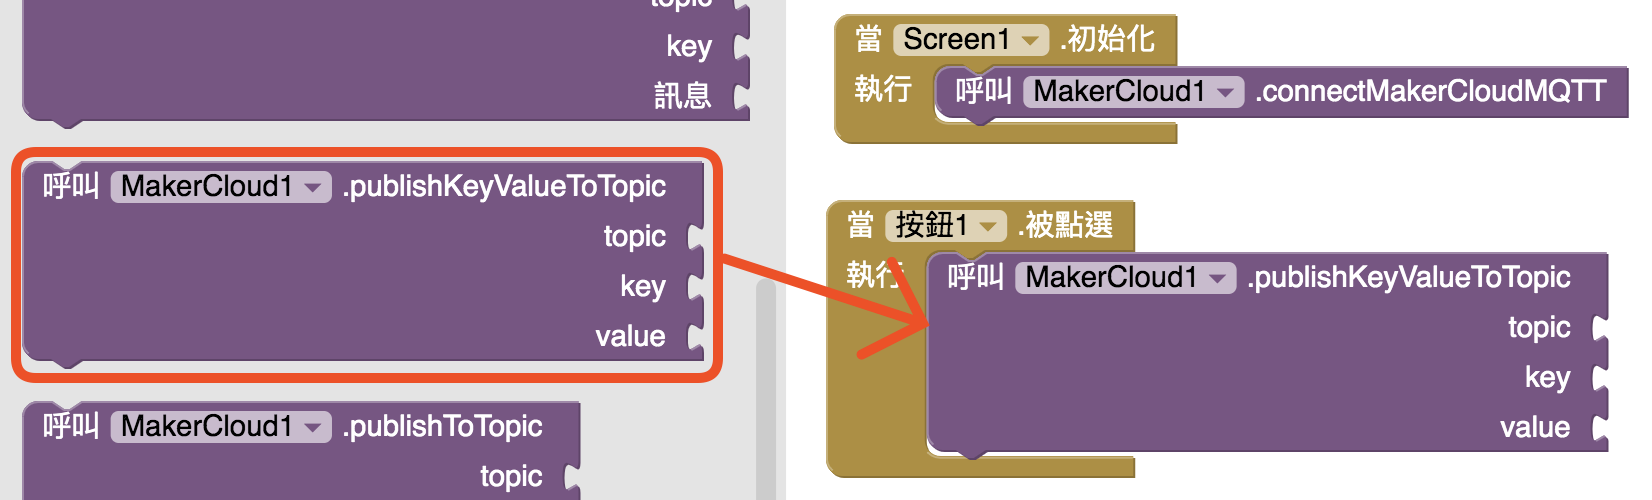 topic
key
訊息
呼叫 MakerCloud1 .publishKeyValueToTopic
topic
key
value
呼叫 MakerCloud1 .publishToTopic
topic
當 Screen1 .初始化
執行 呼叫 MakerCloud1 .connectMakerCloudMQTT
當 按鈕1 .被點選
執行 呼叫 MakerCloud1 .publishKeyValueToTopic
topic
key
value